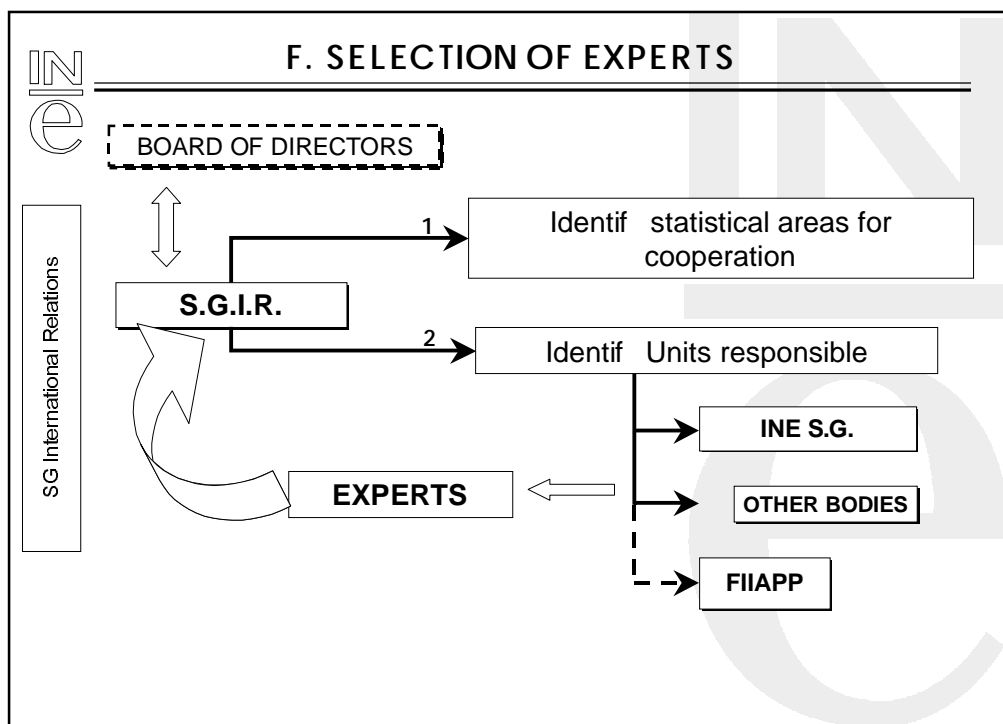 F. SELECTION OF EXPERTS
INe
BOARD OF DIRECTORS
SG International Relations
1
Identif statistical areas for
cooperation
S.G.I.R.
2
Identif Units responsible
INE S.G.
EXPERTS
OTHER BODIES
FIIAPP